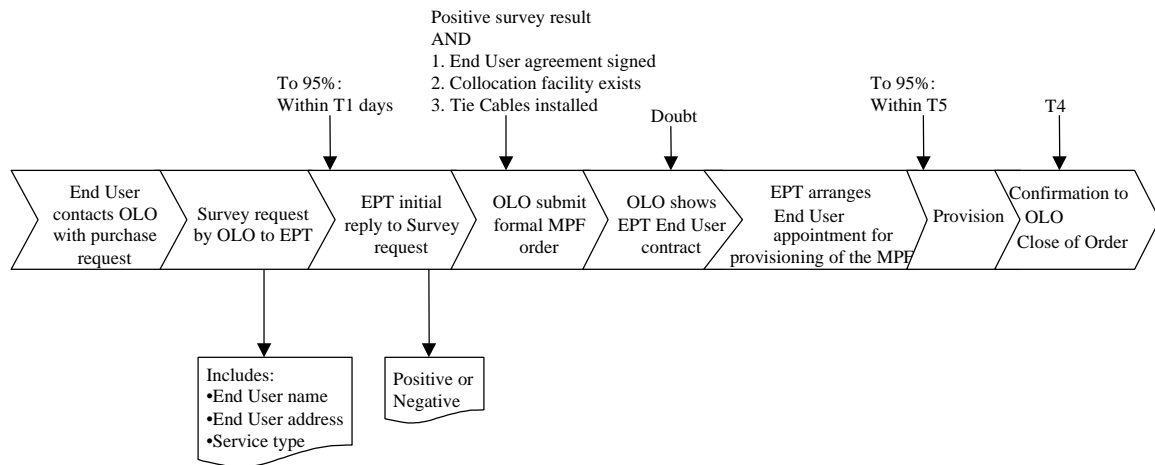 Positive survey result
AND
1. End User agreement signed
2. Collocation facility exists
3. Tie Cables installed
To 95%:
Within T1 days
Doubt
To 95%:
Within T5
T4
End User
contacts OLO
with purchase
request
Survey request
by OLO to EPT
EPT initial
reply to Survey
request
OLO submit
formal MPF
order
OLO shows
EPT End User
contract
EPT arranges
End User
appointment for
provisioning of the MPF
Provision
Confirmation to
OLO
Close of Order
Includes:
•End User name
•End User address
•Service type
Positive or
Negative